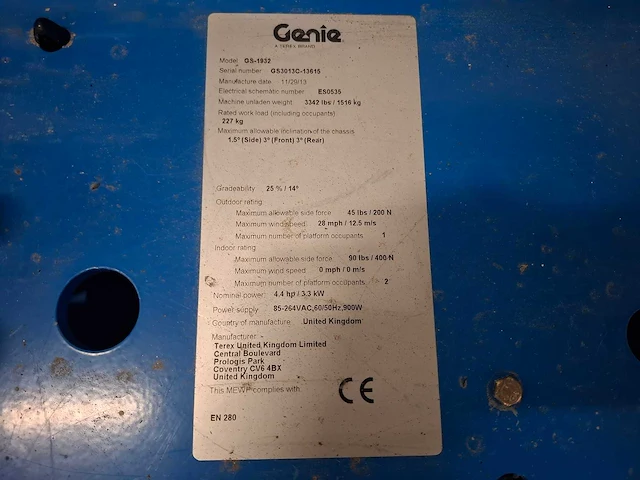 Genie
A TEREX BRAND
Model GS-1932
Serial number GS3013C-13615
Manufacture date 11/29/13
Electrical schematic number ES0535
Machine unladen weight 3342 lbs / 1516 kg
Rated work load (including occupants)
227 kg
Maximum allowable inclination of the chassis
1.5° (Side) 3° (Front) 3° (Rear)
Gradeability 25 % / 14°
Outdoor rating
Maximum allowable side force 45 lbs / 200 N
Maximum windspeed 28 mph / 12.5 m/s
Maximum number of platform occupants 1
Indoor rating
Maximum allowable side force 90 lbs / 400 N
Maximum wind speed 0 mph / 0 m/s
Maximum number of platform occupants 2
Nominal power: 4.4 hp / 3.3 kW
Power supply 85-264VAC,60/50Hz,900W
Country of manufacture United Kingdom
Manufacturer
Terex United Kingdom Limited
Central Boulevard
Prologis Park
Coventry CV6 4BX
United Kingdom
This MEWP complies with:
CE
EN 280